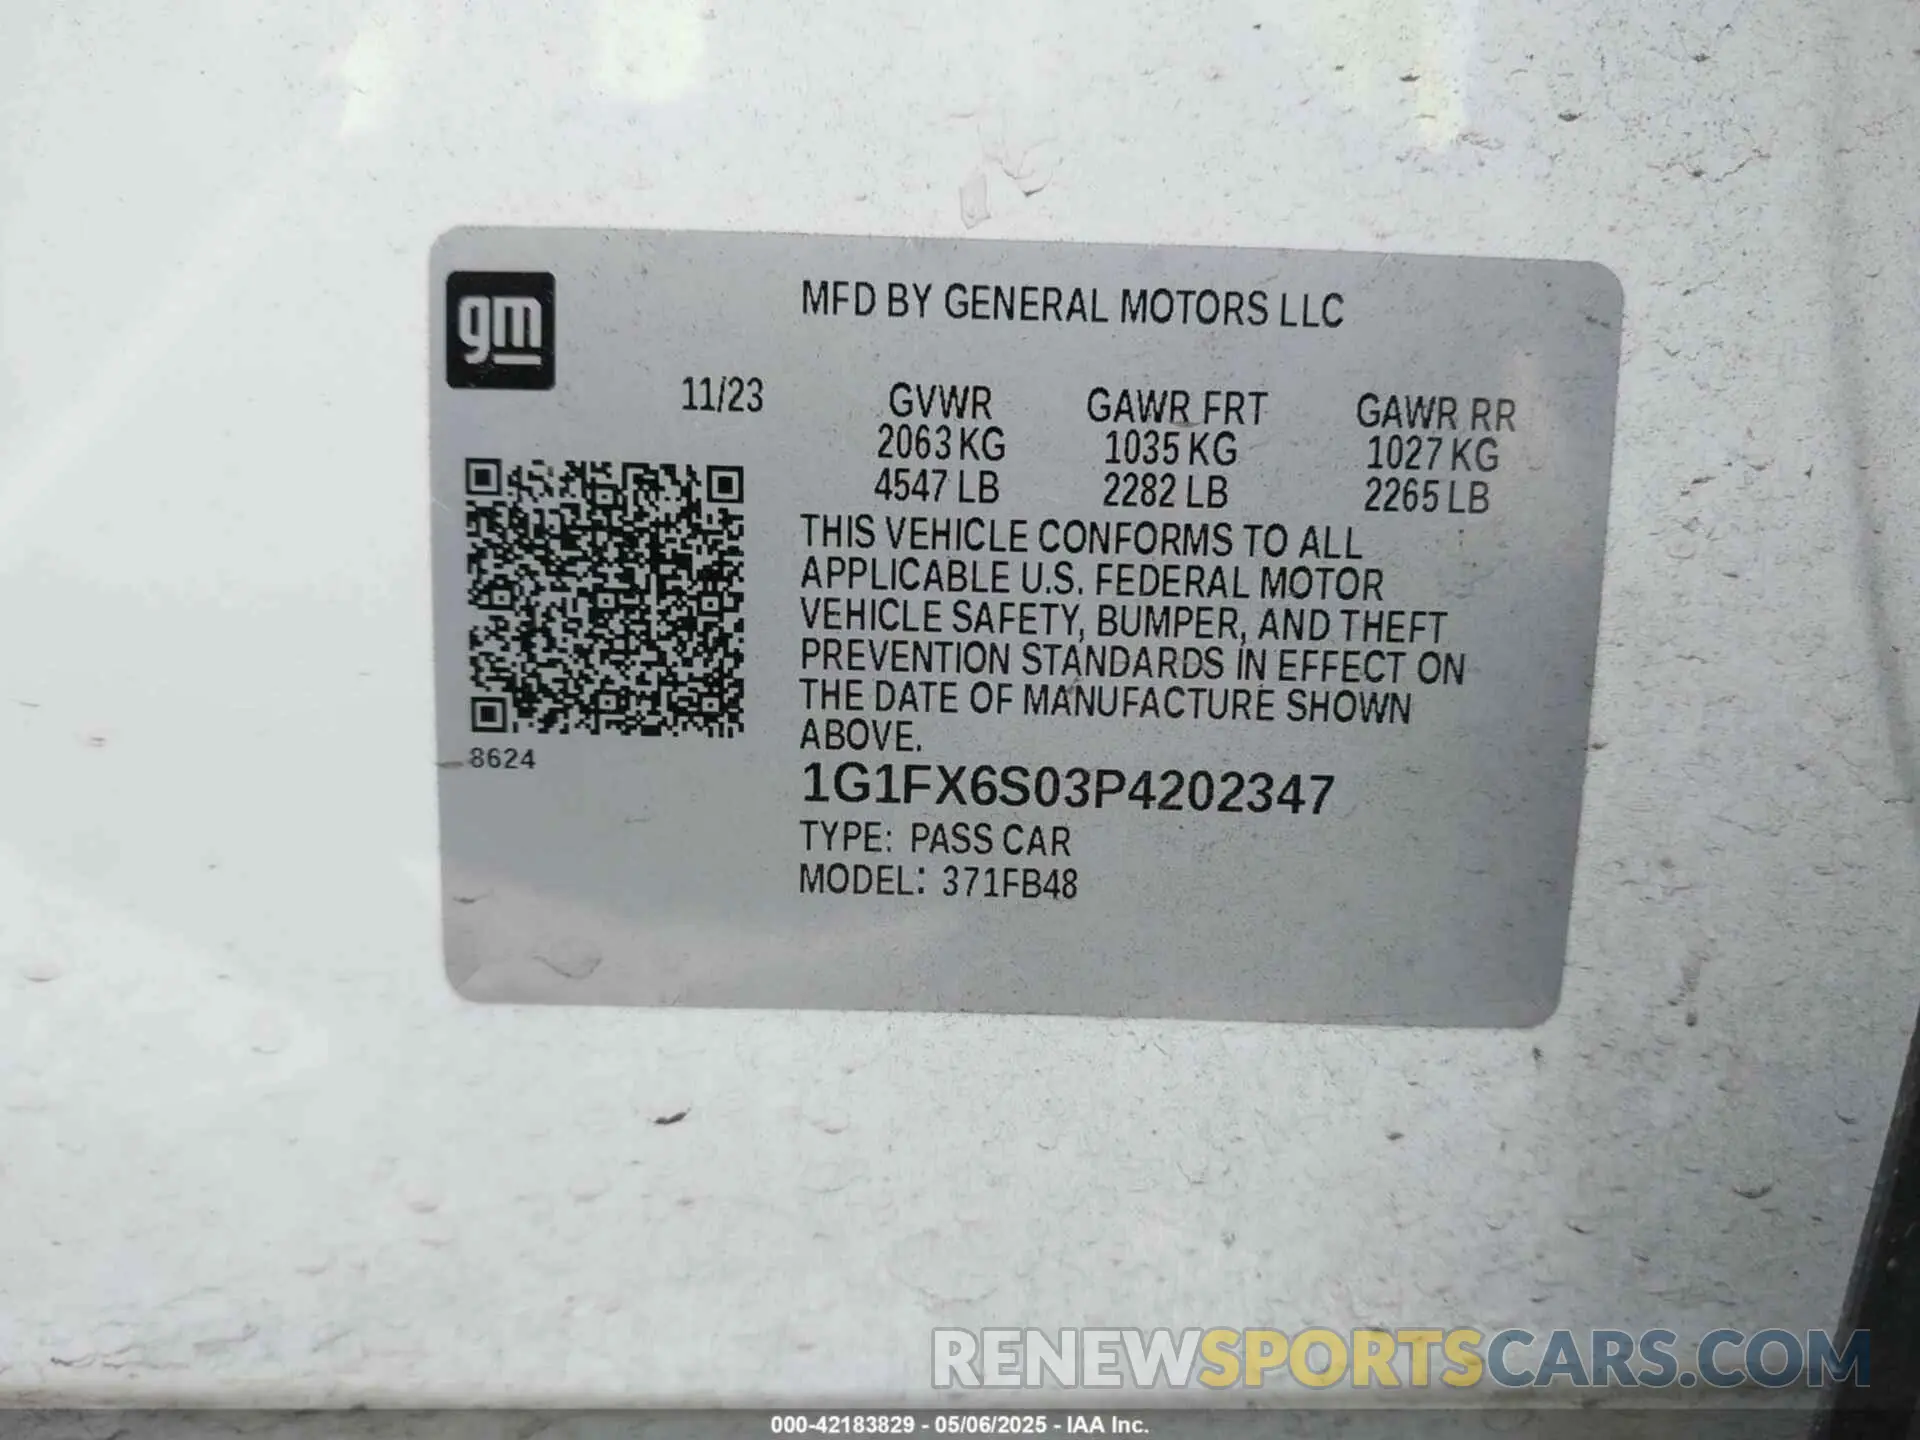 gm
MFD BY GENERAL MOTORS LLC
11/23 GVWR GAWR FRT GAWR RR
2063 KG 1035 KG 1027 KG
4547 LB 2282 LB 2265 LB
THIS VEHICLE CONFORMS TO ALL
APPLICABLE U.S. FEDERAL MOTOR
VEHICLE SAFETY, BUMPER, AND THEFT
PREVENTION STANDARDS IN EFFECT ON
THE DATE OF MANUFACTURE SHOWN
ABOVE.
8624
1G1FX6S03P4202347
TYPE: PASS CAR
MODEL: 371FB48
RENEWSPORTSCARS.COM
000-42183829 - 05/06/2025 - IAA Inc.